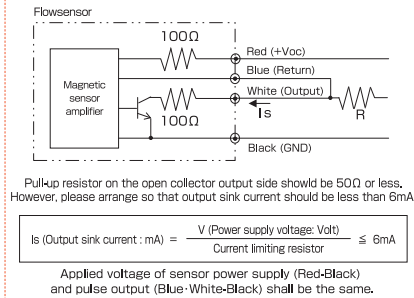 Flowsensor
100Ω
Red (+Voc)
Blue (Return)
White (Output)
Magnetic
sensor
amplifier
Is
R
100Ω
Black (GND)
Pull-up resistor on the open collector output side showld be 50Ω or less.
However, please arrange so that output sink current should be less than 6mA
Is (Output sink current : mA) = V (Power supply voltage: Volt) / Current limiting resistor ≦ 6mA
Applied voltage of sensor power supply (Red-Black)
and pulse output (Blue·White-Black) shall be the same.